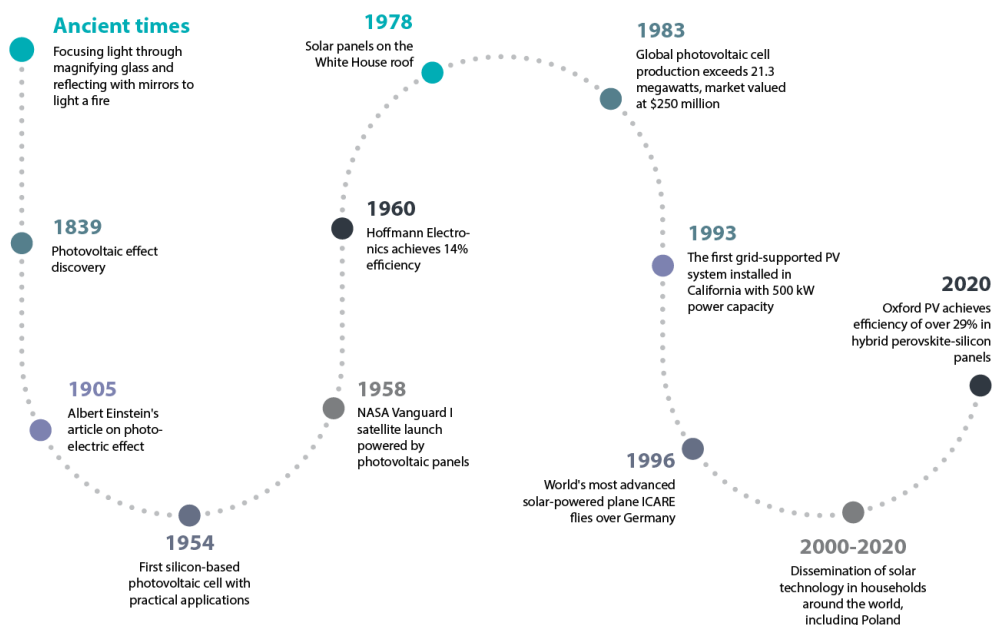 Ancient times
Focusing light through
magnifying glass and
reflecting with mirrors to
light a fire
1839
Photovoltaic effect
discovery
1905
Albert Einstein's
article on photo-
electric effect
1954
First silicon-based
photovoltaic cell with
practical applications
1958
NASA Vanguard I
satellite launch
powered by
photovoltaic panels
1960
Hoffmann Electro-
nics achieves 14%
efficiency
1978
Solar panels on the
White House roof
1983
Global photovoltaic cell
production exceeds 21.3
megawatts, market valued
at $250 million
1993
The first grid-supported PV
system installed in
California with 500 kW
power capacity
1996
World's most advanced
solar-powered plane ICARE
flies over Germany
2000-2020
Dissemination of solar
technology in households
around the world,
including Poland
2020
Oxford PV achieves
efficiency of over 29% in
hybrid perovskite-silicon
panels